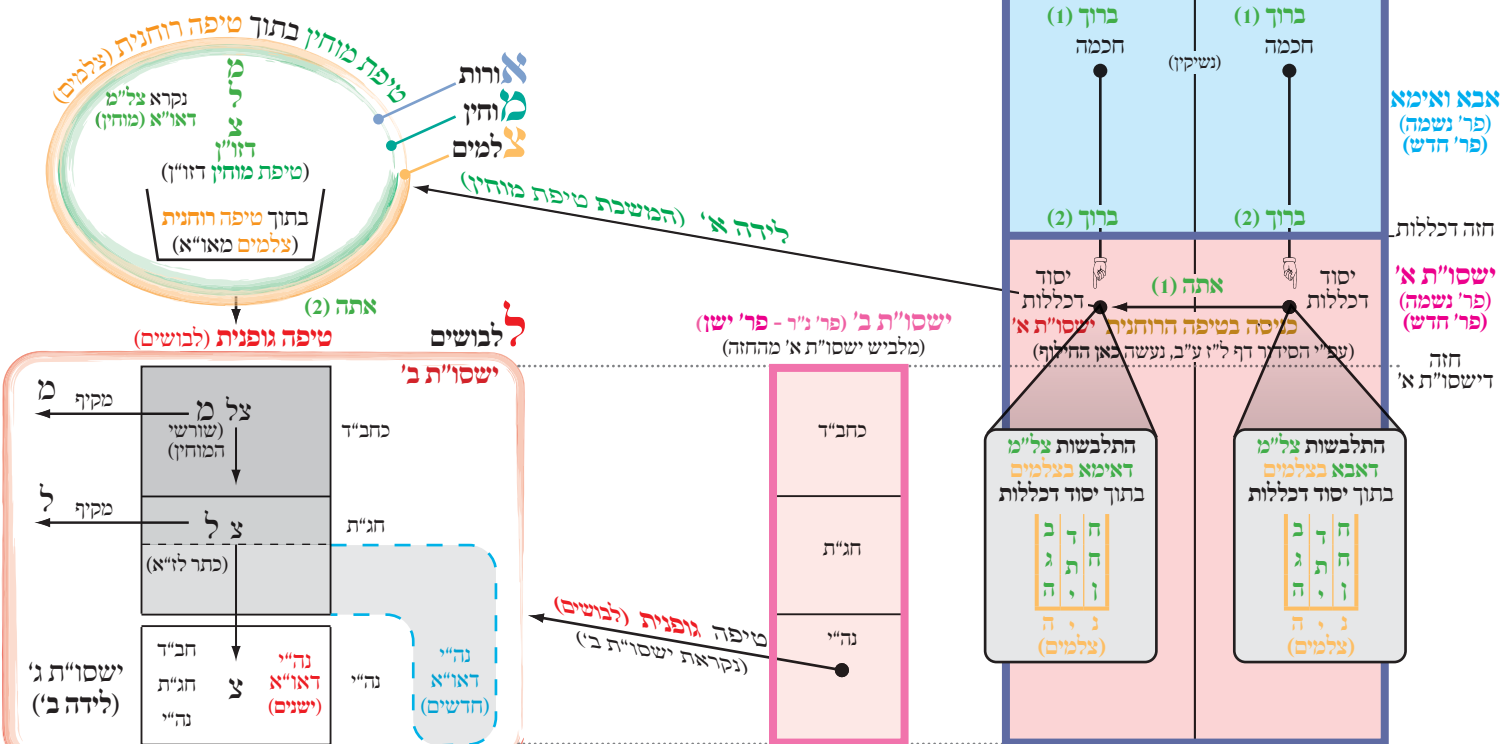 ברוך (1)
חכמה
ברוך (1)
חכמה
(נשיקין)
אבא ואימא
(פר' נשמה)
(פר' חדש)
ברוך (2)
ברוך (2)
חזה דכללות
ישסו"ת א'
(פר' נשמה)
(פר' חדש)
יסוד
דכללות
אתה (1)
יסוד
דכללות
כניסה בטיפה הרוחנית ישסו"ת א'
(עפ"י הסידור דף ל"ז ע"ב, נעשה כאן החילוף)
חזה
דישסו"ת א'
התלבשות צל"מ
דאבא בצלמים
בתוך יסוד דכללות
ח ד ב
ח ת ג
ן י ה
נ י ה
(צלמים)
התלבשות צל"מ
דאימא בצלמים
בתוך יסוד דכללות
ח ד ב
ח ת ג
ן י ה
נ י ה
(צלמים)
ישסו"ת ב' (פר' נ"ר - פר' ישן)
(מלביש ישסו"ת א' מהחזה)
כחב"ד
חג"ת
נה"י
לידה א' (המשכת טיפת מוחין)
טיפה גופנית (לבושים)
(נקראת ישסו"ת ב')
טיפת מוחין בתוך טיפה רוחנית (צלמים)
אורות
מוחין
צלמים
מ
ל
צ
נקרא צל"מ
דאו"א (מוחין)
דזו"ן
(טיפת מוחין דזו"ן)
בתוך טיפה רוחנית
(צלמים מאו"א)
אתה (2)
טיפה גופנית (לבושים)
לבושים
ישסו"ת ב'
כחב"ד
צל מ
(שורשי
המוחין)
מקיף
מ
חג"ת
צ ל
מקיף
ל
(כתר לז"א)
נה"י
דאו"א
(חדשים)
נה"י
נה"י
דאו"א
(ישנים)
צ
חב"ד
חג"ת
נה"י
ישסו"ת ג'
(לידה ב')